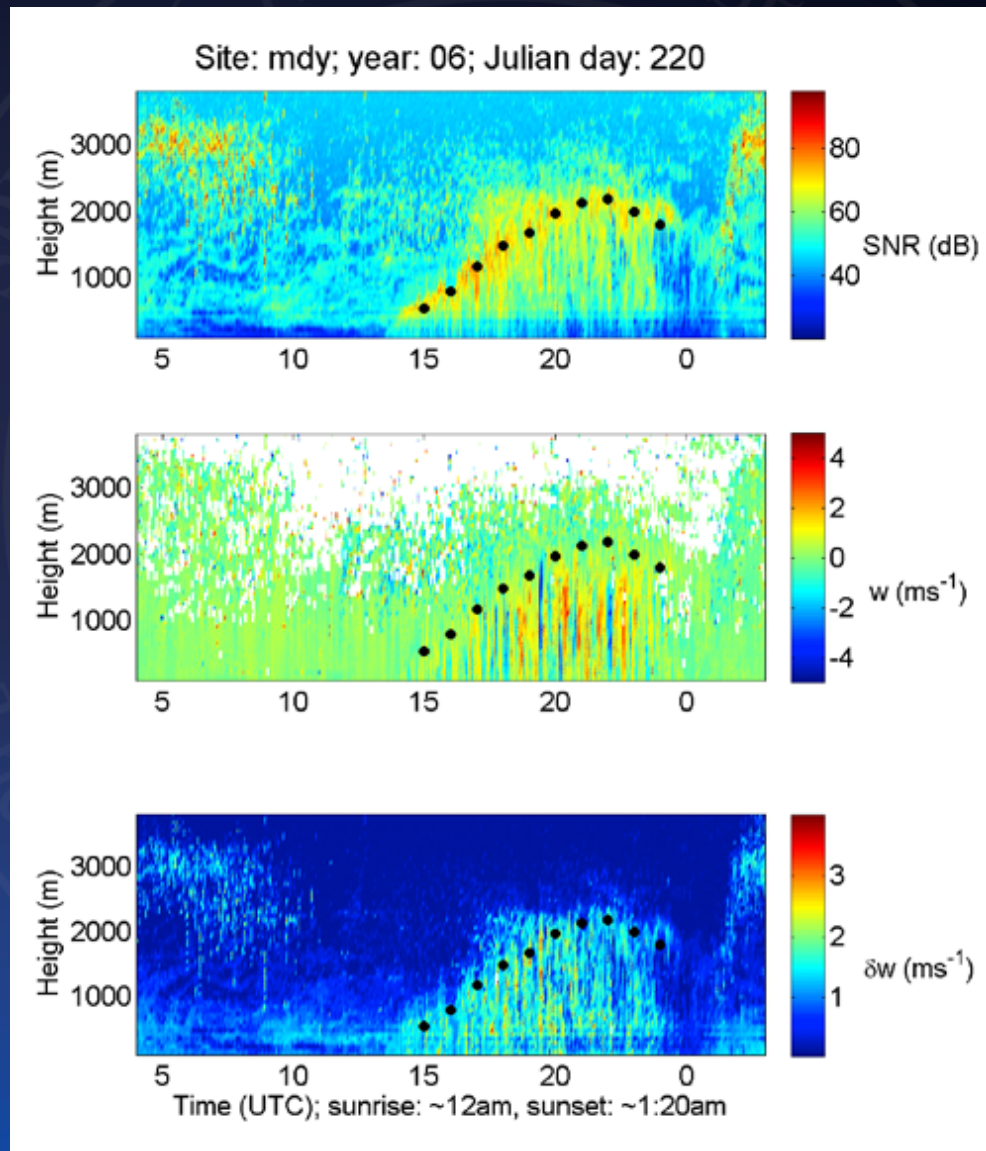 Site: mdy; year: 06; Julian day: 220
Height (m)
3000
2000
1000
5 10 15 20 0
80
60
40
SNR (dB)
Height (m)
3000
2000
1000
5 10 15 20 0
4
2
0
-2
-4
w (ms⁻¹)
Height (m)
3000
2000
1000
5 10 15 20 0
3
2
1
δw (ms⁻¹)
Time (UTC); sunrise: ~12am, sunset: ~1:20am